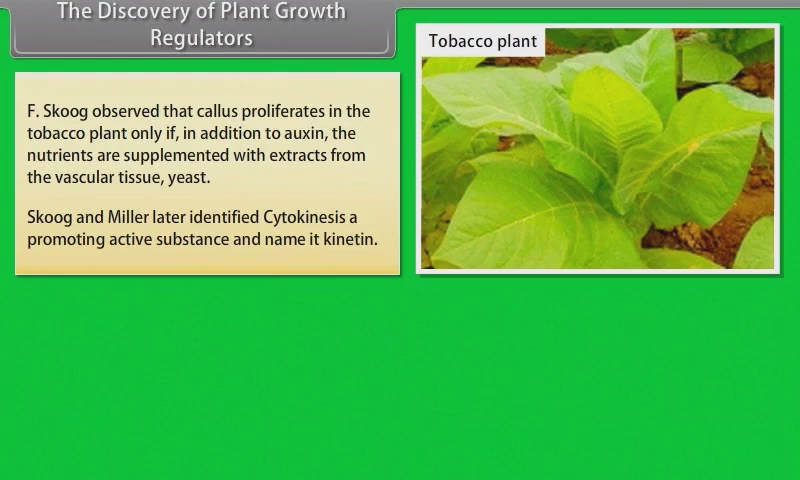 The Discovery of Plant Growth
Regulators
Tobacco plant
F. Skoog observed that callus proliferates in the
tobacco plant only if, in addition to auxin, the
nutrients are supplemented with extracts from
the vascular tissue, yeast.
Skoog and Miller later identified Cytokinesis a
promoting active substance and name it kinetin.